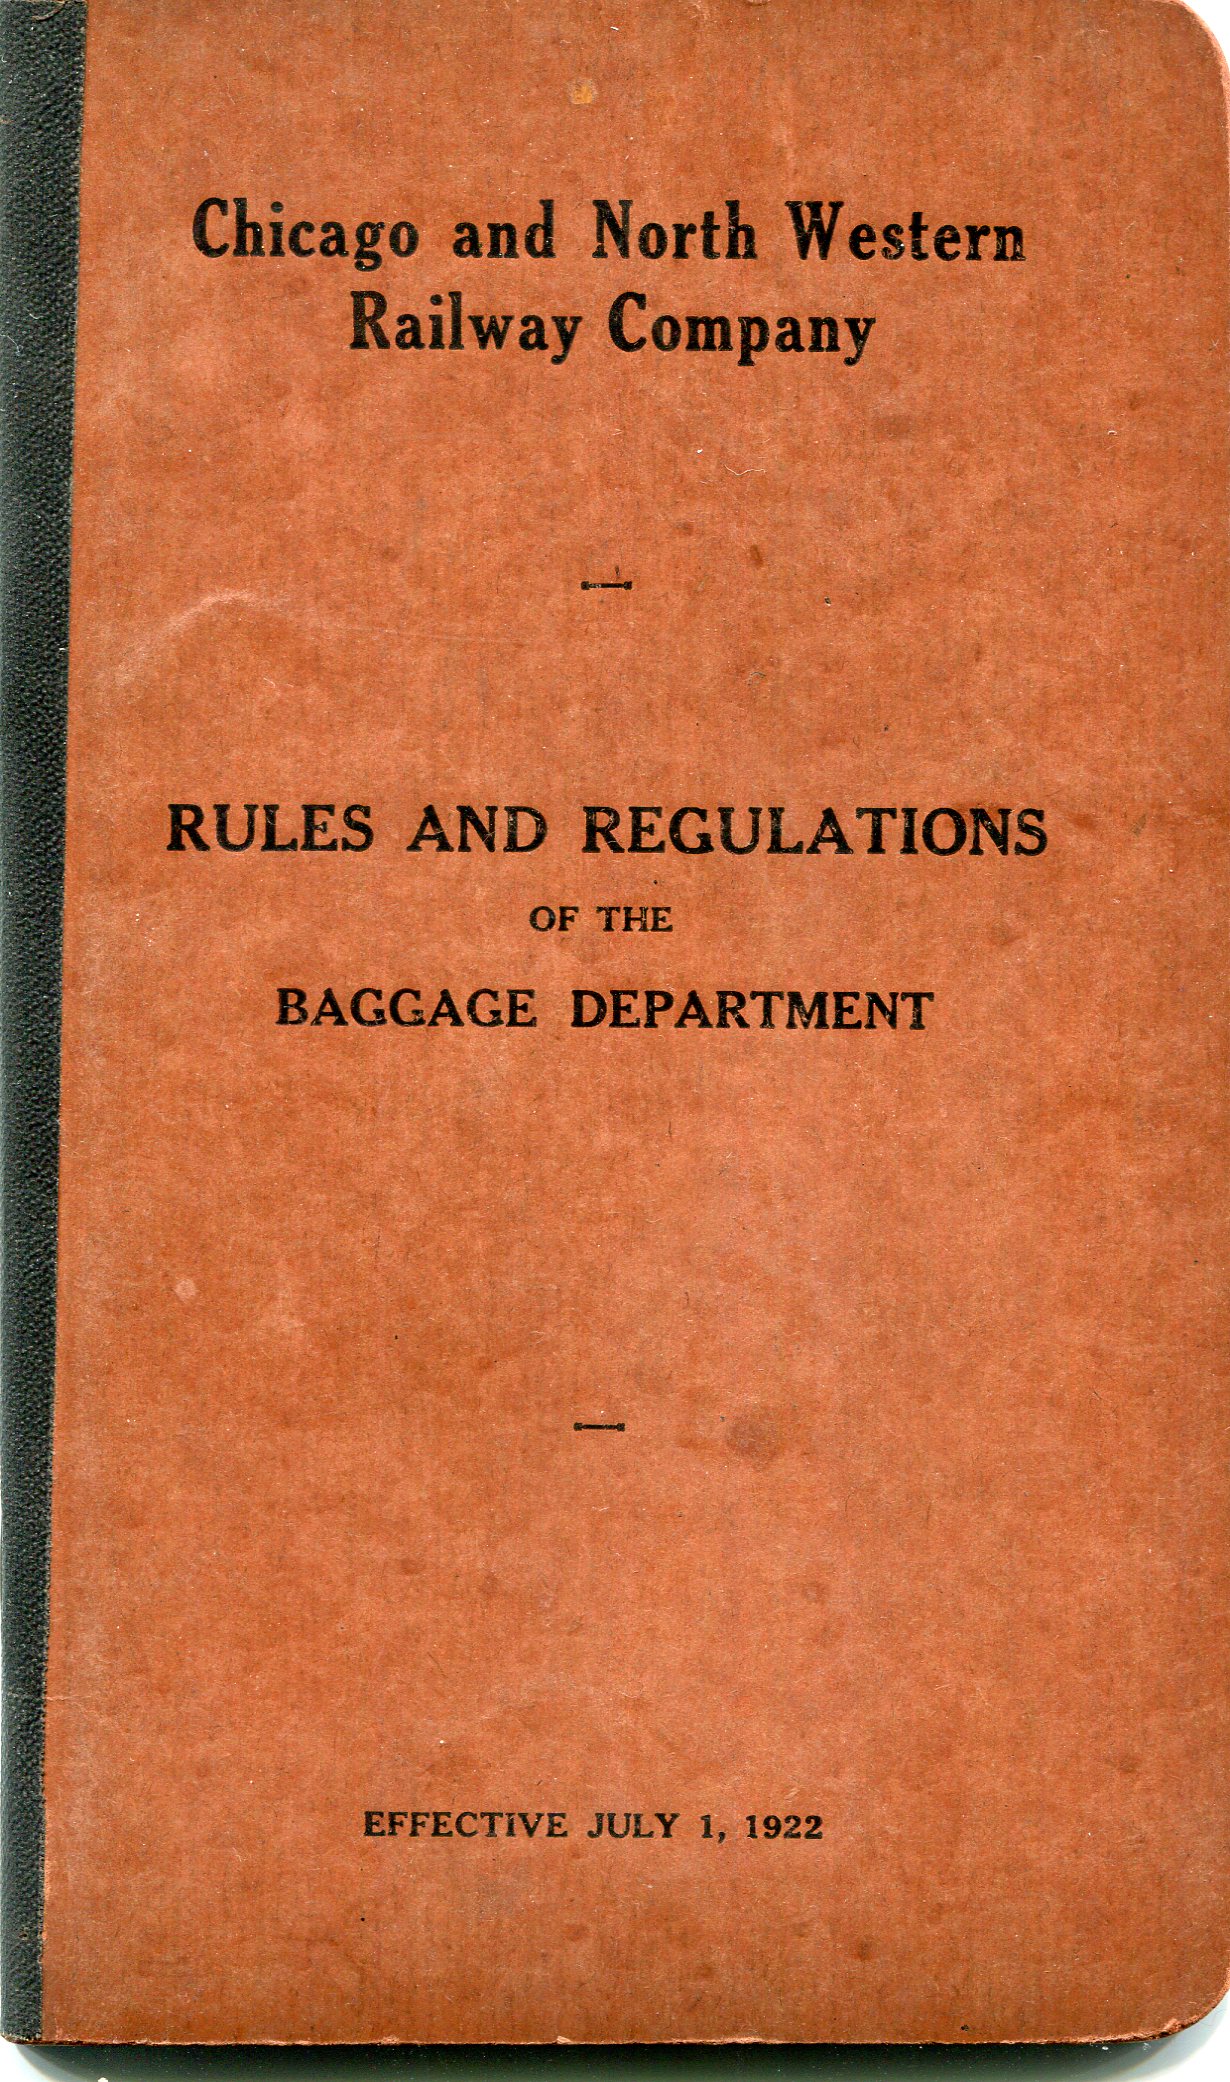 Chicago and North Western
Railway Company
RULES AND REGULATIONS
OF THE
BAGGAGE DEPARTMENT
EFFECTIVE JULY 1, 1922